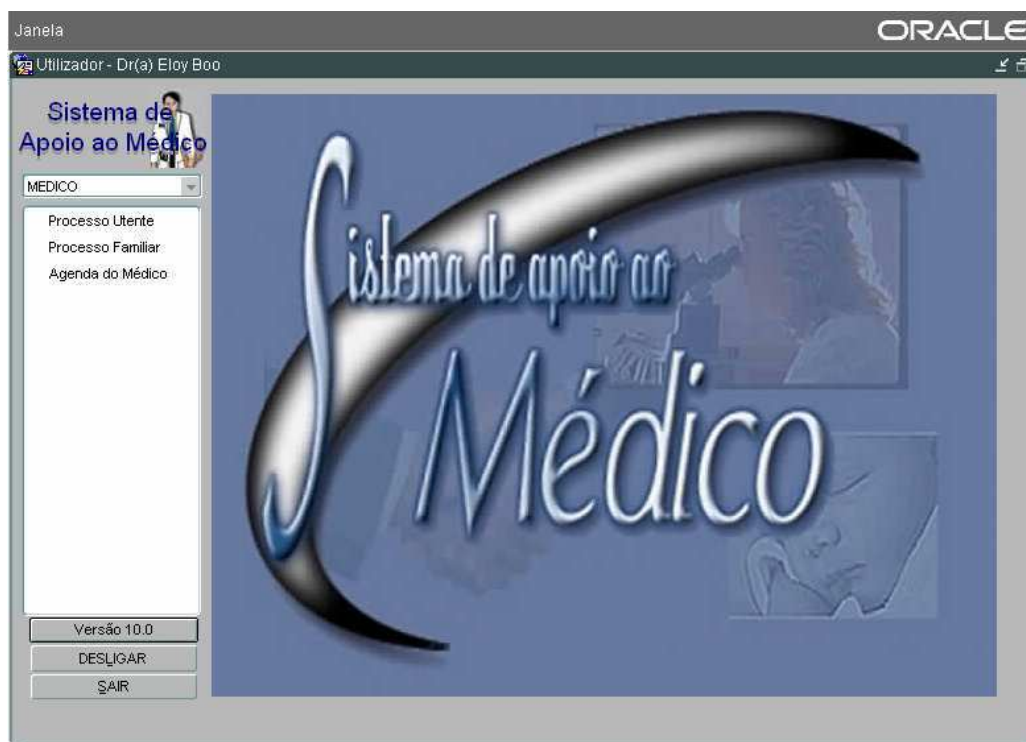 Janela
ORACLE
Utilizador - Dr(a) Eloy Boo
Sistema de
Apoio ao Médico
MEDICO
Processo Utente
Processo Familiar
Agenda do Médico
Sistema de apoio ao
Médico
Versão 10.0
DESLIGAR
SAIR